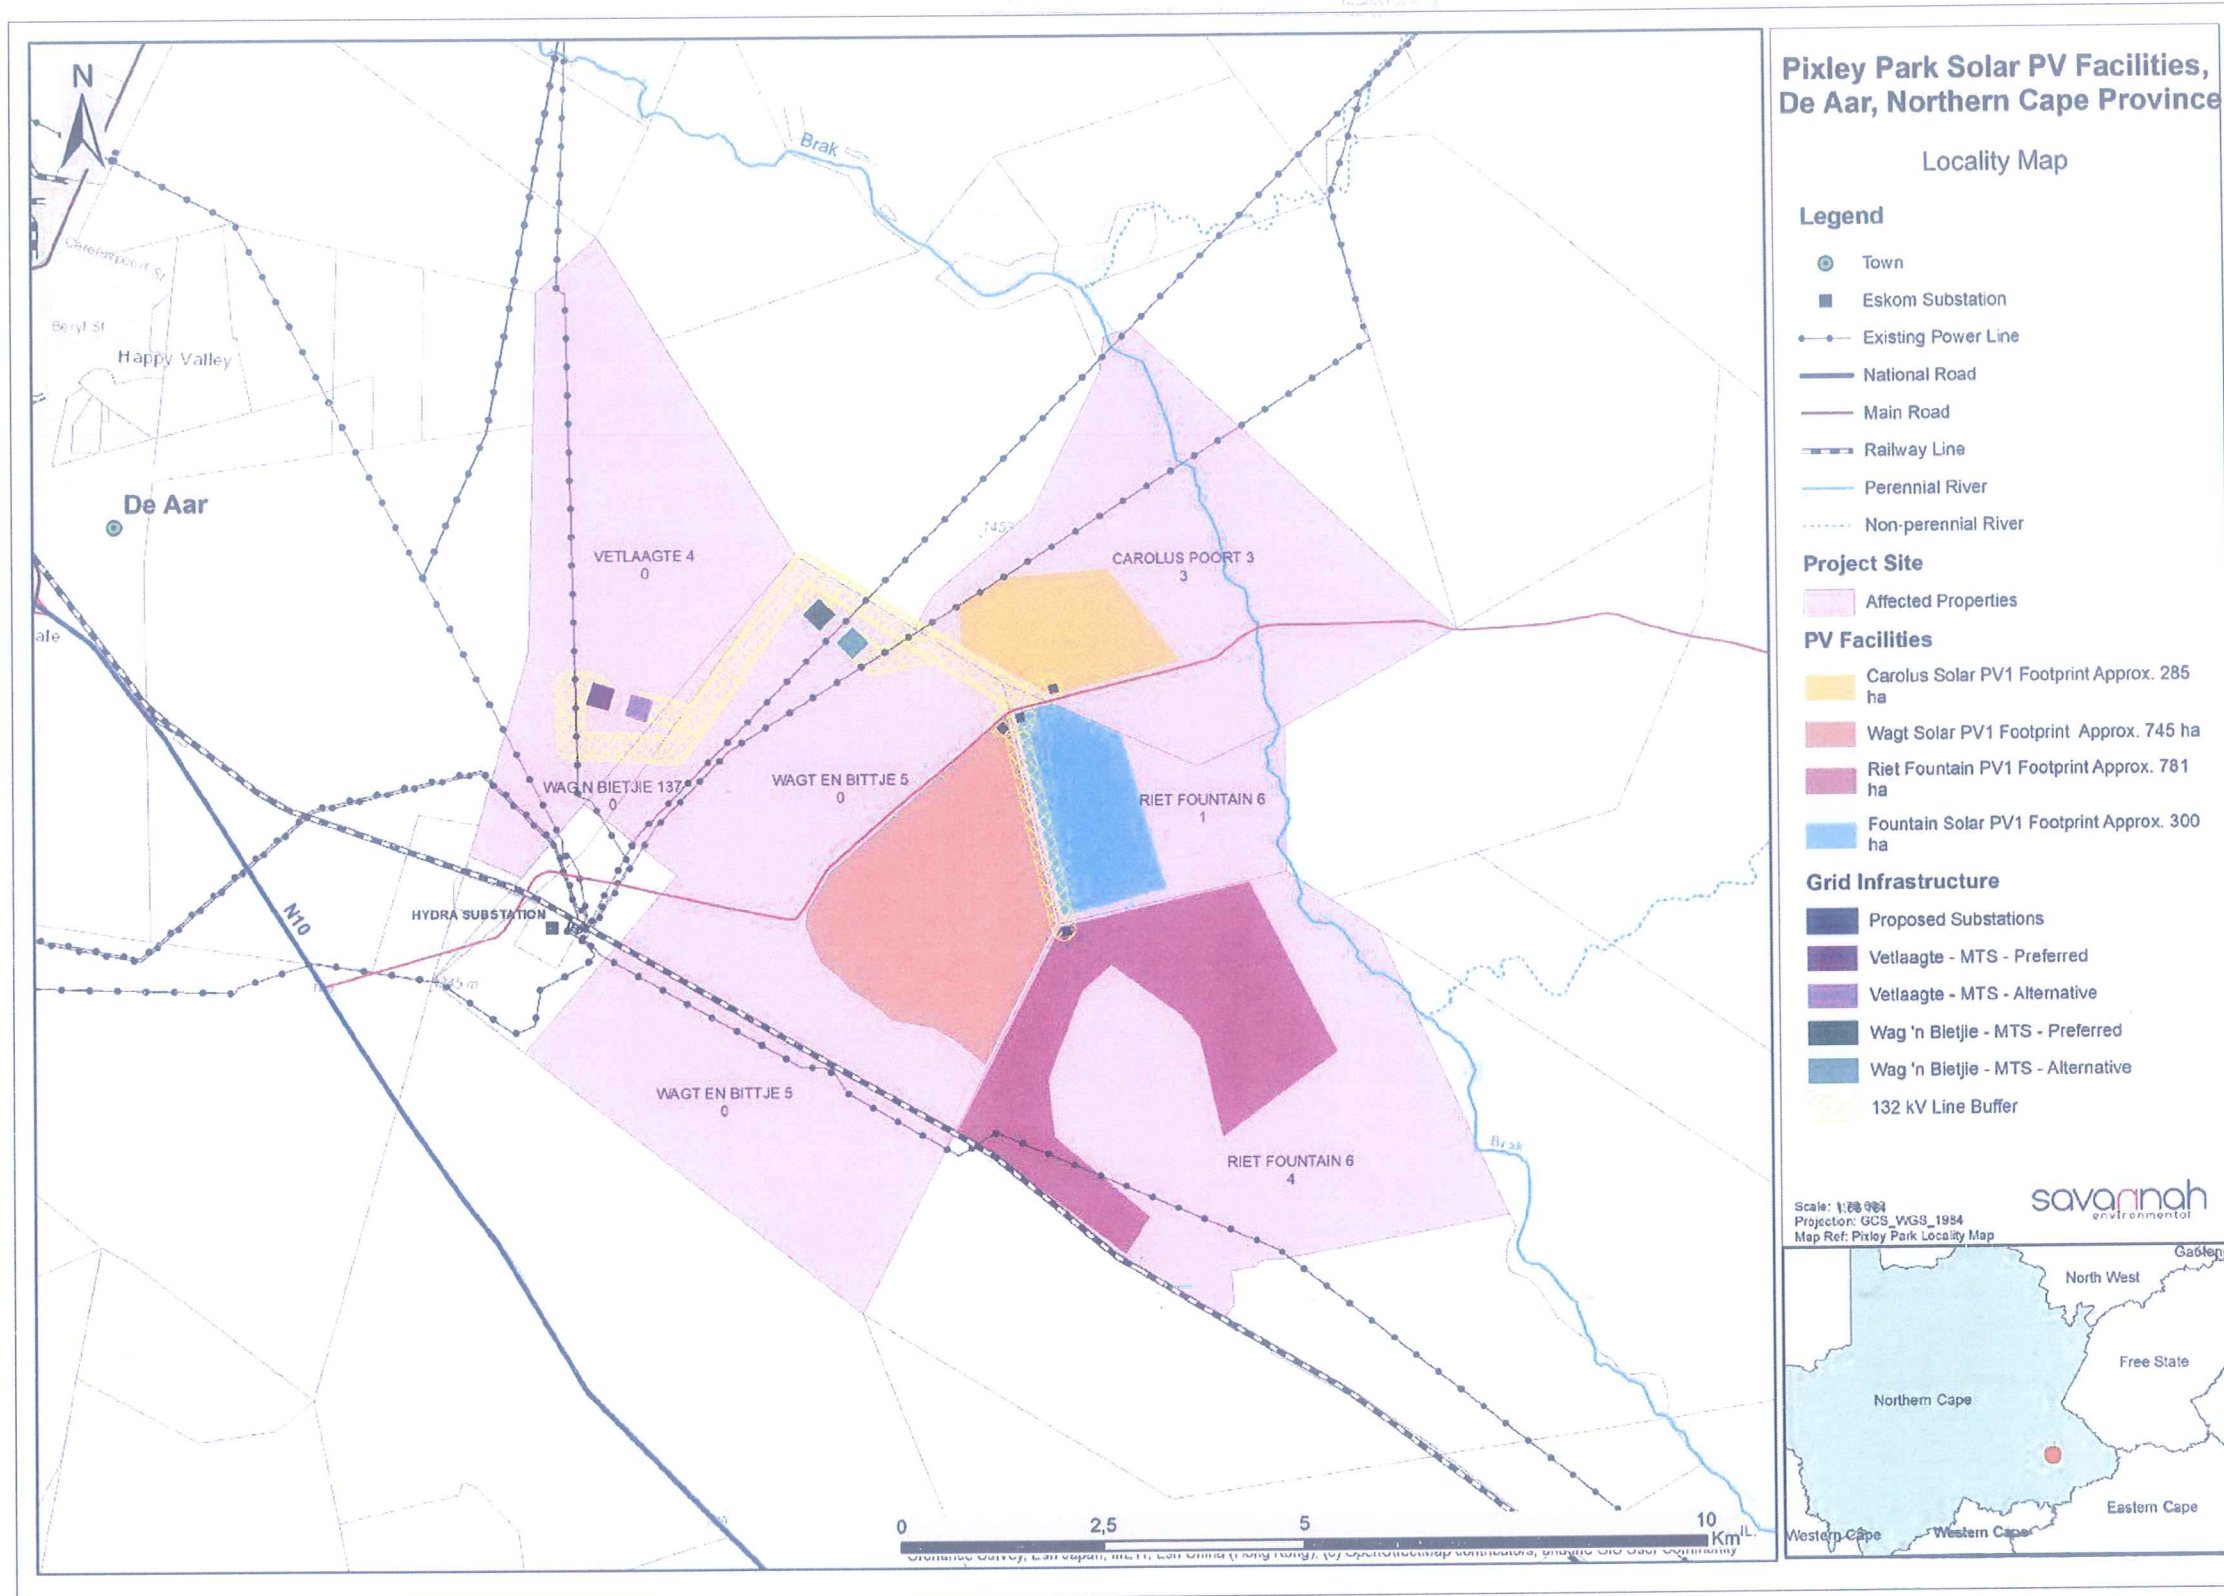 N
Brak
Caroluspoort St
Beryl St
Happy Valley
De Aar
ale
VETLAAGTE 4
0
CAROLUS POORT 3
3
WAG N BIETJIE 137
0
WAGT EN BITTJE 5
0
RIET FOUNTAIN 6
1
HYDRA SUBSTATION
N10
WAGT EN BITTJE 5
0
RIET FOUNTAIN 6
4
Brak
0
2,5
5
10
Km
Pixley Park Solar PV Facilities,
De Aar, Northern Cape Province
Locality Map
Legend
Town
Eskom Substation
Existing Power Line
National Road
Main Road
Railway Line
Perennial River
Non-perennial River
Project Site
Affected Properties
PV Facilities
Carolus Solar PV1 Footprint Approx. 285
ha
Wagt Solar PV1 Footprint Approx. 745 ha
Riet Fountain PV1 Footprint Approx. 781
ha
Fountain Solar PV1 Footprint Approx. 300
ha
Grid Infrastructure
Proposed Substations
Vetlaagte - MTS - Preferred
Vetlaagte - MTS - Alternative
Wag 'n Bietjie - MTS - Preferred
Wag 'n Bietjie - MTS - Alternative
132 kV Line Buffer
savannah
environmental
Scale:
Projection: GCS_WGS_1984
Map Ref: Pixley Park Locality Map
North West
Free State
Northern Cape
Eastern Cape
Western Cape
Western Cape